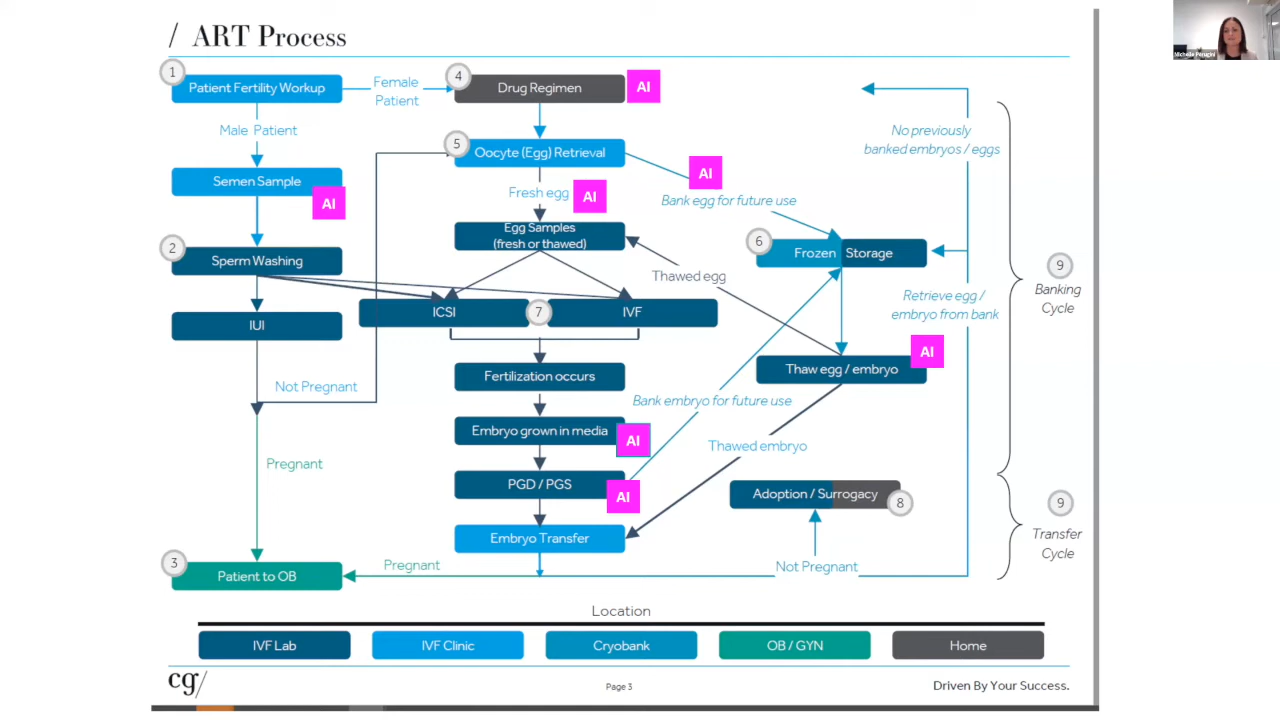 / ART Process
Michelle Perugini
1
Patient Fertility Workup
Female
Patient
4
Drug Regimen
AI
Male Patient
No previously
banked embryos / eggs
5
Oocyte (Egg) Retrieval
Semen Sample
AI
Fresh egg
AI
AI
Bank egg for future use
2
Sperm Washing
Egg Samples
(fresh or thawed)
6
Frozen Storage
9
Banking
Cycle
Thawed egg
IUI
ICSI
7
IVF
Retrieve egg /
embryo from bank
AI
Thaw egg / embryo
Not Pregnant
Fertilization occurs
Bank embryo for future use
Embryo grown in media
AI
Thawed embryo
Pregnant
PGD / PGS
AI
Adoption / Surrogacy
8
9
Transfer
Cycle
Embryo Transfer
3
Patient to OB
Pregnant
Not Pregnant
Location
IVF Lab
IVF Clinic
Cryobank
OB / GYN
Home
cg/
Page 3
Driven By Your Success.